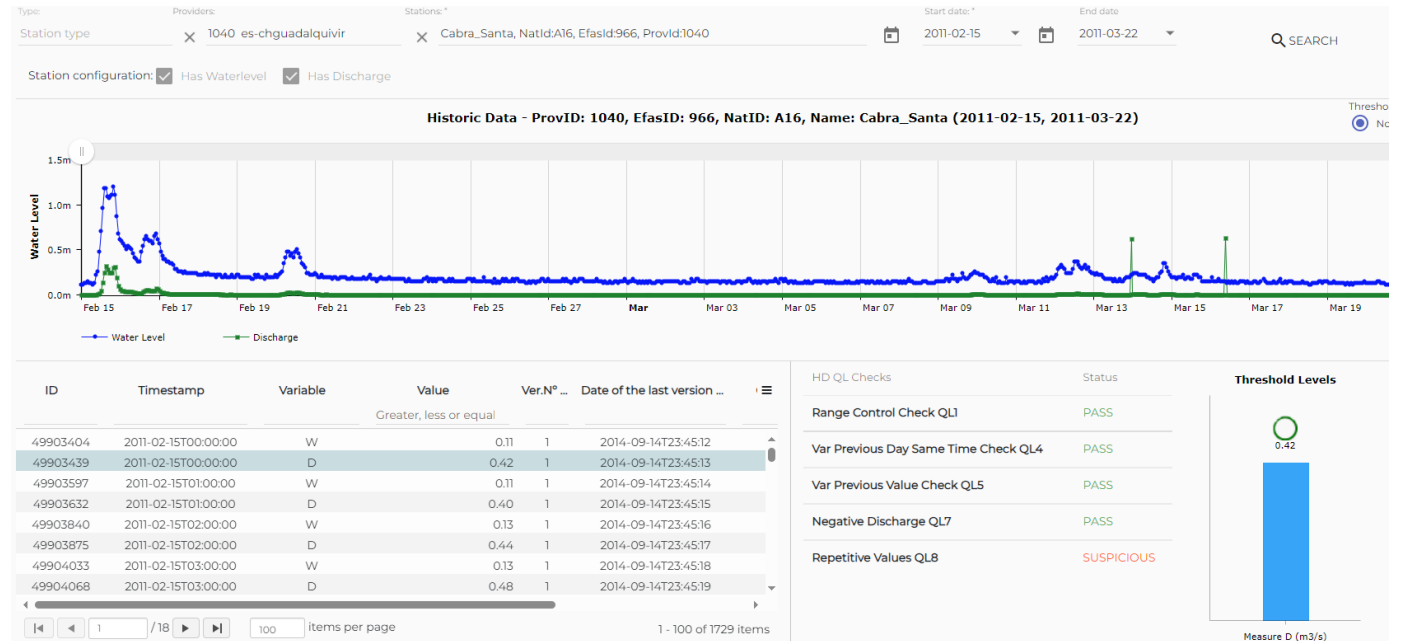 Type: Providers: Stations: * Start date: * End date
Station type 1040 es-chguadalquivir Cabra_Santa, NatId:A16, EfasId:966, ProvId:1040 2011-02-15 2011-03-22 SEARCH
Station configuration: Has Waterlevel Has Discharge
Historic Data - ProvID: 1040, EfasID: 966, NatID: A16, Name: Cabra_Santa (2011-02-15, 2011-03-22)
Thresho
No
1.5m
1.0m
0.5m
0.0m
Water Level
Feb 15 Feb 17 Feb 19 Feb 21 Feb 23 Feb 25 Feb 27 Mar Mar 03 Mar 05 Mar 07 Mar 09 Mar 11 Mar 13 Mar 15 Mar 17 Mar 19
Water Level Discharge
ID Timestamp Variable Value Ver.Nº ... Date of the last version ...
Greater, less or equal
49903404 2011-02-15T00:00:00 W 0.11 1 2014-09-14T23:45:12
49903439 2011-02-15T00:00:00 D 0.42 1 2014-09-14T23:45:13
49903597 2011-02-15T01:00:00 W 0.11 1 2014-09-14T23:45:14
49903632 2011-02-15T01:00:00 D 0.40 1 2014-09-14T23:45:15
49903840 2011-02-15T02:00:00 W 0.13 1 2014-09-14T23:45:16
49903875 2011-02-15T02:00:00 D 0.44 1 2014-09-14T23:45:17
49904033 2011-02-15T03:00:00 W 0.13 1 2014-09-14T23:45:18
49904068 2011-02-15T03:00:00 D 0.48 1 2014-09-14T23:45:19
1 /18 100 items per page 1 - 100 of 1729 items
HD QL Checks Status
Range Control Check QL1 PASS
Var Previous Day Same Time Check QL4 PASS
Var Previous Value Check QL5 PASS
Negative Discharge QL7 PASS
Repetitive Values QL8 SUSPICIOUS
Threshold Levels
0.42
Measure D (m3/s)